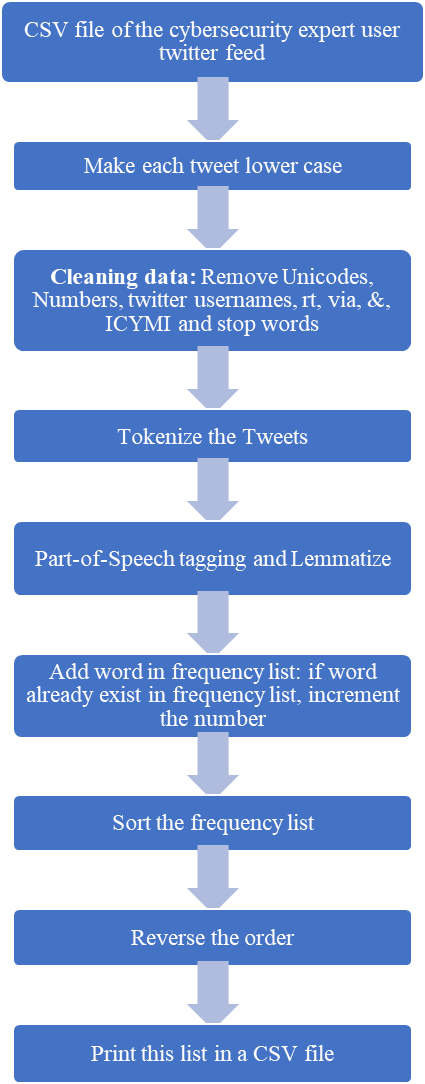 CSV file of the cybersecurity expert user
twitter feed
Make each tweet lower case
Cleaning data: Remove Unicodes,
Numbers, twitter usernames, rt, via, &,
ICYMI and stop words
Tokenize the Tweets
Part-of-Speech tagging and Lemmatize
Add word in frequency list: if word
already exist in frequency list, increment
the number
Sort the frequency list
Reverse the order
Print this list in a CSV file